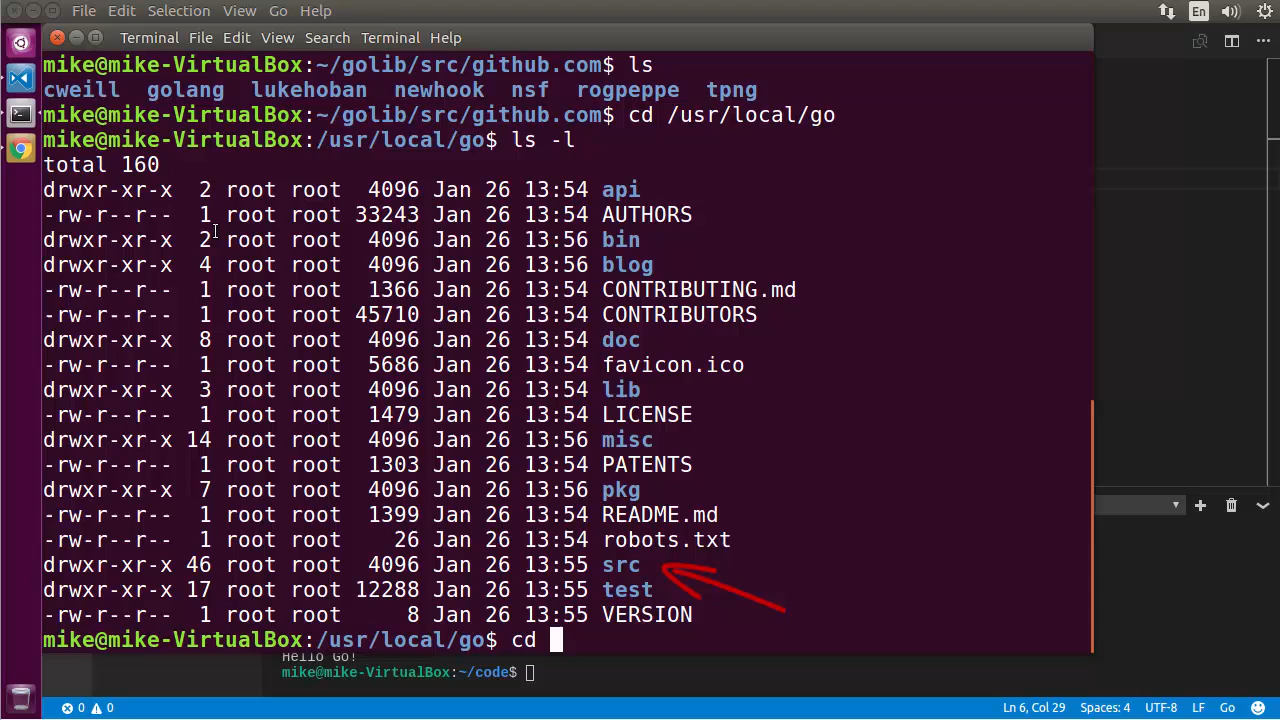 File Edit Selection View Go Help
En
Terminal File Edit View Search Terminal Help
mike@mike-VirtualBox:~/golib/src/github.com$ ls
cweill golang lukehoban newhook nsf rogpeppe tpng
mike@mike-VirtualBox:~/golib/src/github.com$ cd /usr/local/go
mike@mike-VirtualBox:/usr/local/go$ ls -l
total 160
drwxr-xr-x 2 root root 4096 Jan 26 13:54 api
-rw-r--r-- 1 root root 33243 Jan 26 13:54 AUTHORS
drwxr-xr-x 2 root root 4096 Jan 26 13:56 bin
drwxr-xr-x 4 root root 4096 Jan 26 13:56 blog
-rw-r--r-- 1 root root 1366 Jan 26 13:54 CONTRIBUTING.md
-rw-r--r-- 1 root root 45710 Jan 26 13:54 CONTRIBUTORS
drwxr-xr-x 8 root root 4096 Jan 26 13:54 doc
-rw-r--r-- 1 root root 5686 Jan 26 13:54 favicon.ico
drwxr-xr-x 3 root root 4096 Jan 26 13:54 lib
-rw-r--r-- 1 root root 1479 Jan 26 13:54 LICENSE
drwxr-xr-x 14 root root 4096 Jan 26 13:56 misc
-rw-r--r-- 1 root root 1303 Jan 26 13:54 PATENTS
drwxr-xr-x 7 root root 4096 Jan 26 13:56 pkg
-rw-r--r-- 1 root root 1399 Jan 26 13:54 README.md
-rw-r--r-- 1 root root 26 Jan 26 13:54 robots.txt
drwxr-xr-x 46 root root 4096 Jan 26 13:55 src
drwxr-xr-x 17 root root 12288 Jan 26 13:55 test
-rw-r--r-- 1 root root 8 Jan 26 13:55 VERSION
mike@mike-VirtualBox:/usr/local/go$ cd
Hello Go!
mike@mike-VirtualBox:~/code$
0 0 Ln 6, Col 29 Spaces: 4 UTF-8 LF Go